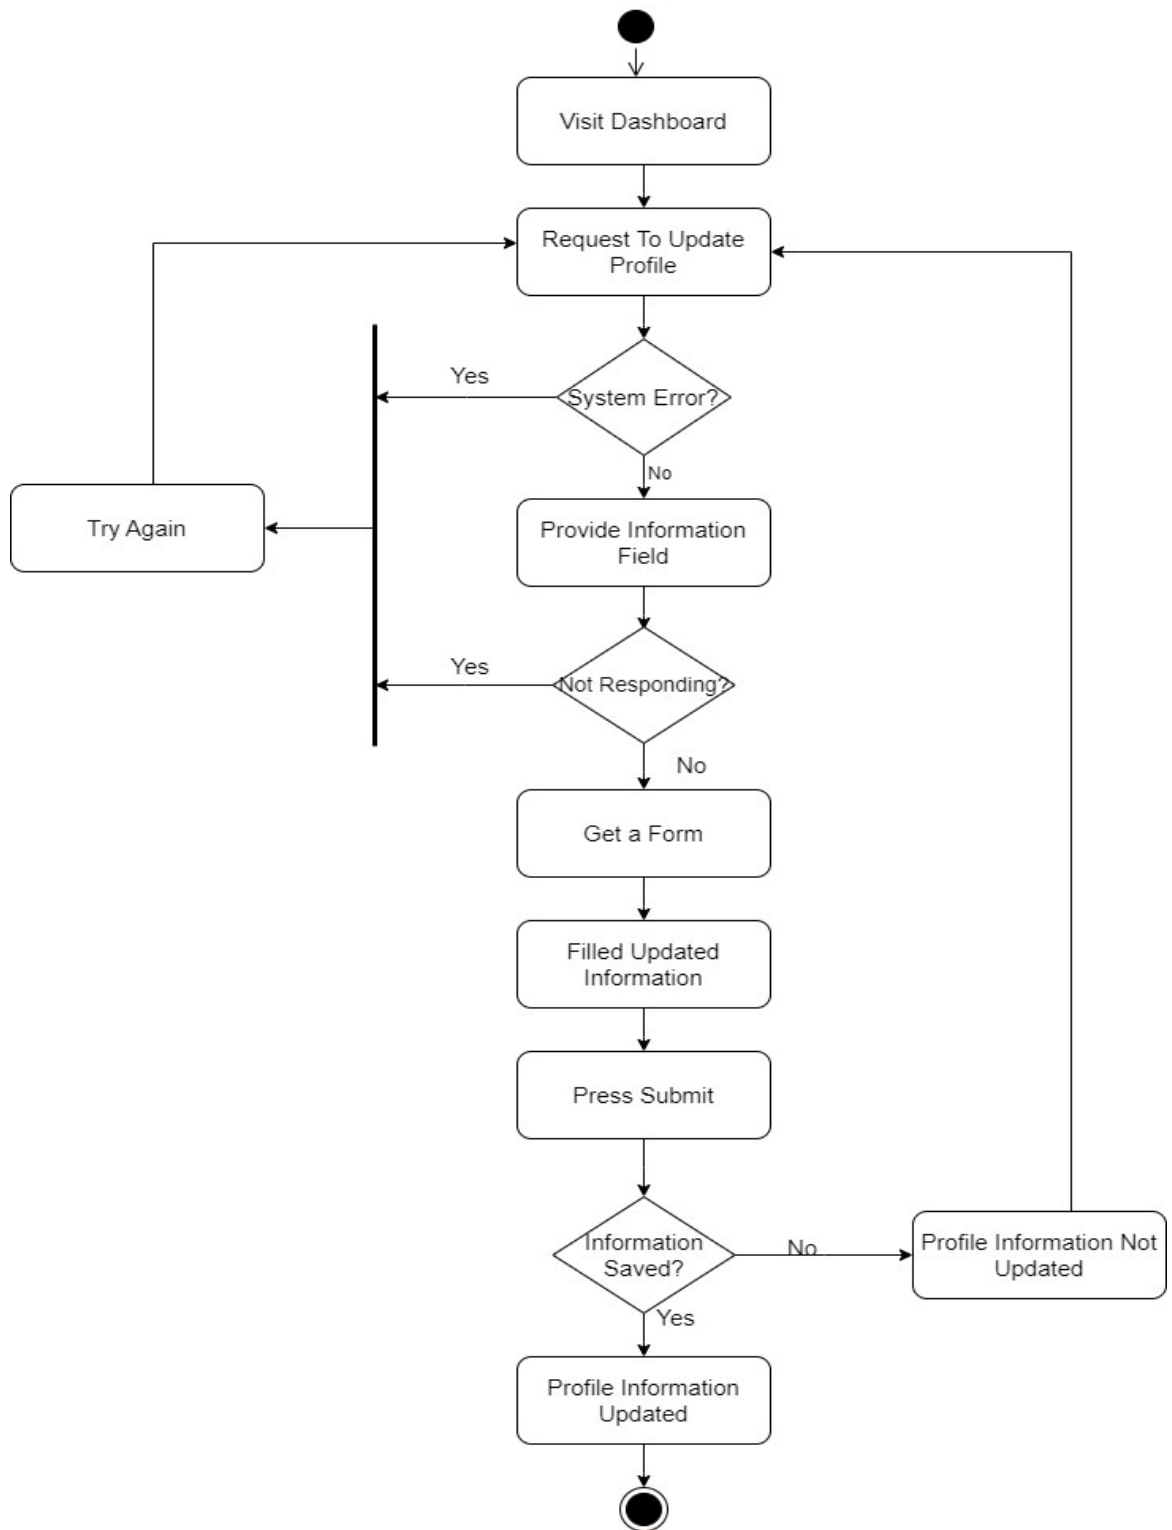 Visit Dashboard
Request To Update
Profile
Yes
System Error?
No
Try Again
Provide Information
Field
Yes
Not Responding?
No
Get a Form
Filled Updated
Information
Press Submit
Information
Saved?
No
Profile Information Not
Updated
Yes
Profile Information
Updated